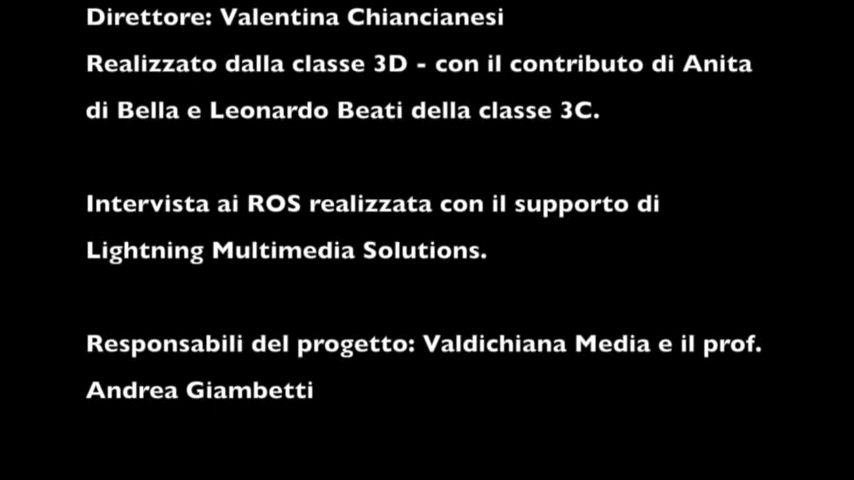 Direttore: Valentina Chiancianesi
Realizzato dalla classe 3D - con il contributo di Anita
di Bella e Leonardo Beati della classe 3C.
Intervista ai ROS realizzata con il supporto di
Lightning Multimedia Solutions.
Responsabili del progetto: Valdichiana Media e il prof.
Andrea Giambetti